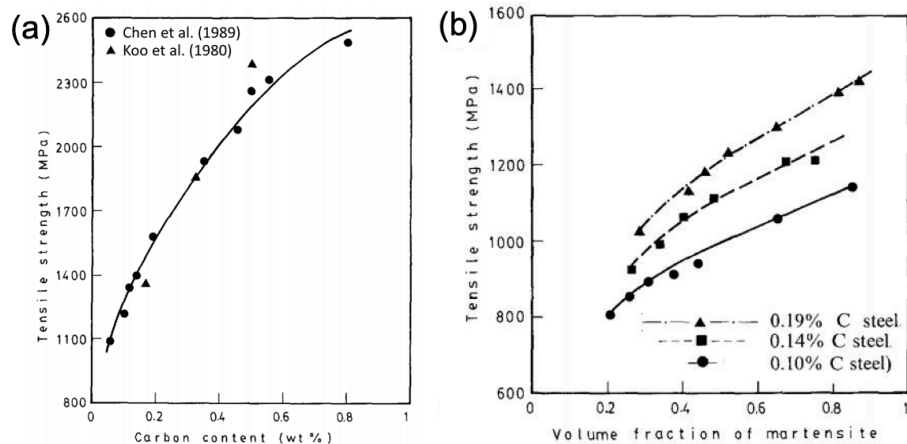 (a)
● Chen et al. (1989)
▲ Koo et al. (1980)
Tensile strength (MPa)
2600
2300
2000
1700
1400
1100
800
0 0.2 0.4 0.6 0.8 1
Carbon content (wt %)
(b)
Tensile strength (MPa)
1600
1400
1200
1000
800
600
0.19% C steel
0.14% C steel
0.10% C steel)
0 0.2 0.4 0.6 0.8 1
Volume fraction of martensite